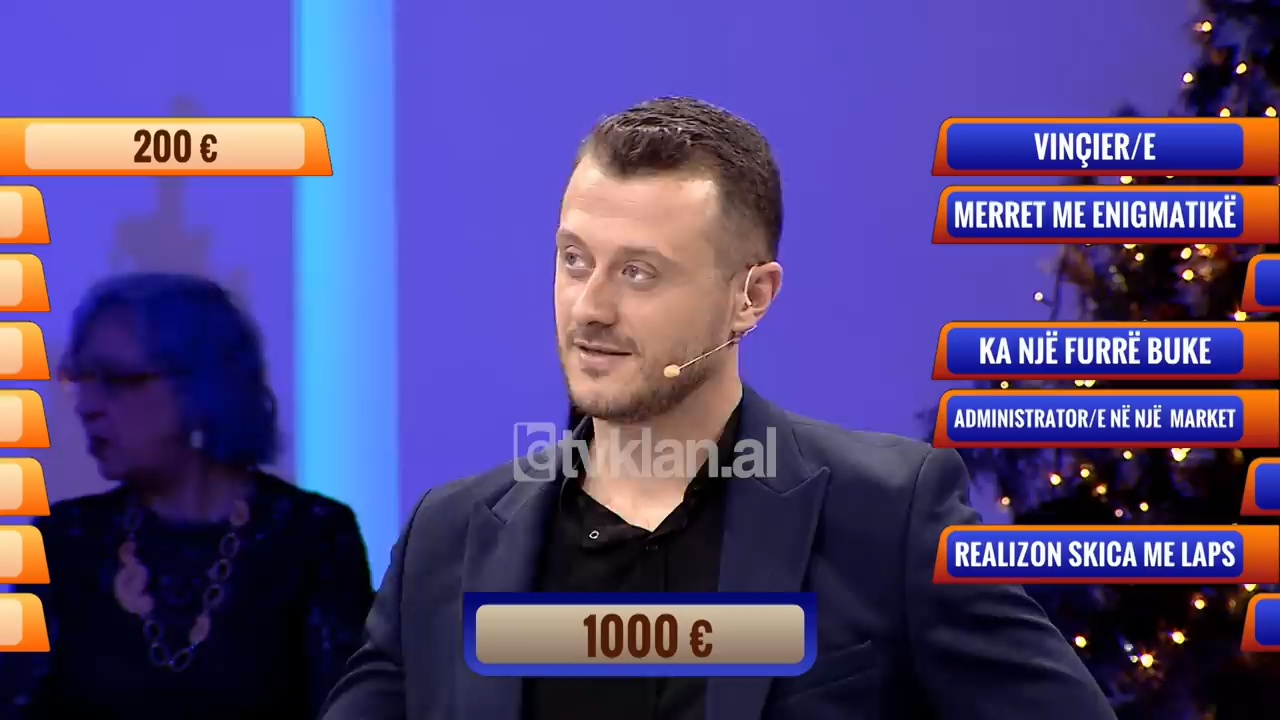 200 €
VINÇIER/E
MERRET ME ENIGMATIKË
KA NJË FURRË BUKE
ADMINISTRATOR/E NË NJË MARKET
tvklan.al
REALIZON SKICA ME LAPS
1000 €